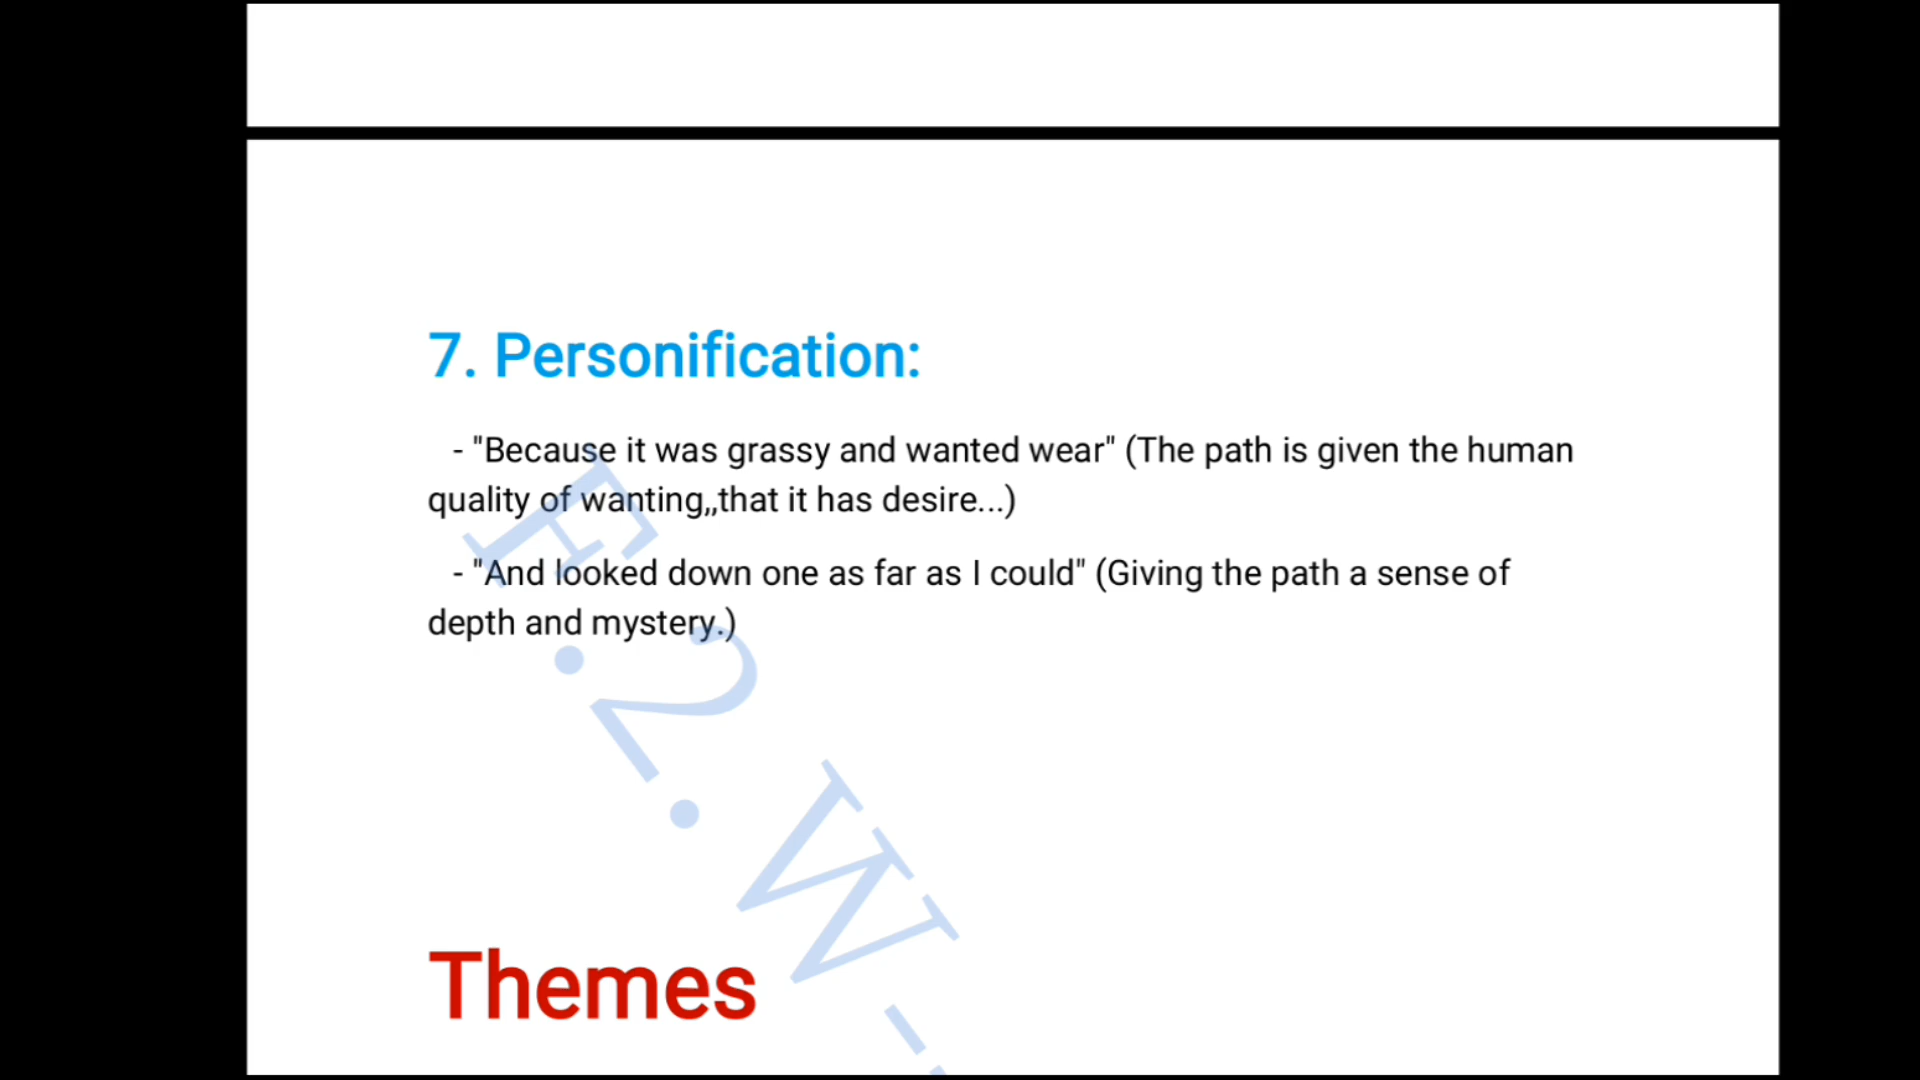 7. Personification:
- "Because it was grassy and wanted wear" (The path is given the human
quality of wanting,,that it has desire...)
- "And looked down one as far as I could" (Giving the path a sense of
depth and mystery.)
F.2.W-
Themes